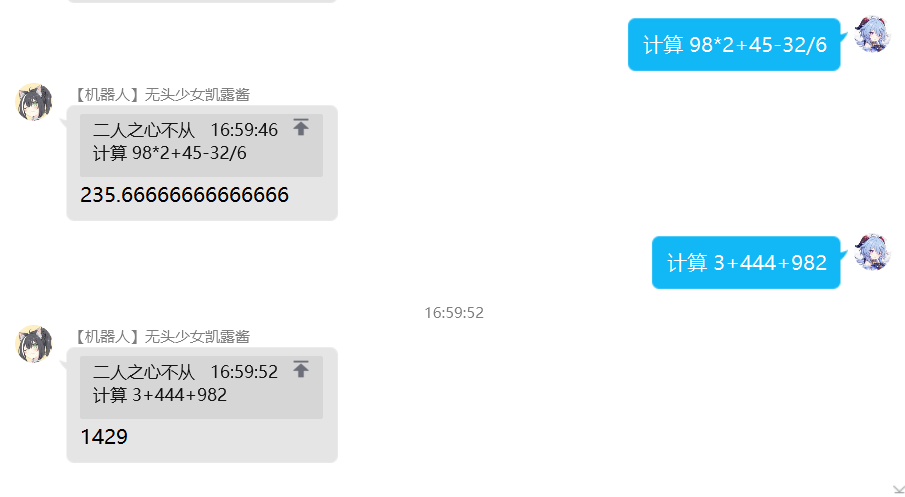 计算 98*2+45-32/6
【机器人】无头少女凯露酱
二人之心不从 16:59:46
计算 98*2+45-32/6
235.66666666666666
计算 3+444+982
16:59:52
【机器人】无头少女凯露酱
二人之心不从 16:59:52
计算 3+444+982
1429